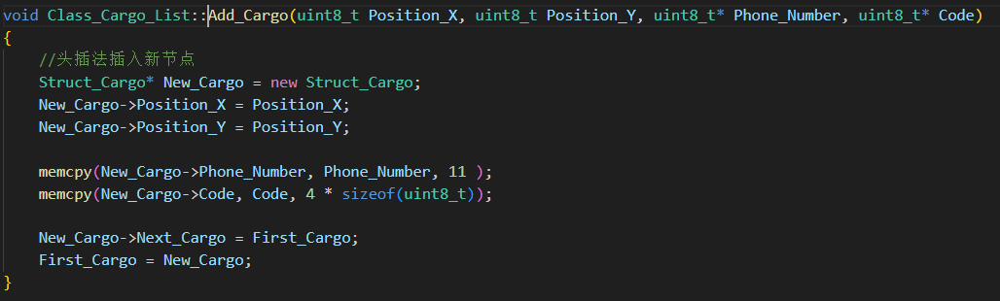 void Class_Cargo_List::Add_Cargo(uint8_t Position_X, uint8_t Position_Y, uint8_t* Phone_Number, uint8_t* Code)
{
    //头插法插入新节点
    Struct_Cargo* New_Cargo = new Struct_Cargo;
    New_Cargo->Position_X = Position_X;
    New_Cargo->Position_Y = Position_Y;

    memcpy(New_Cargo->Phone_Number, Phone_Number, 11 );
    memcpy(New_Cargo->Code, Code, 4 * sizeof(uint8_t));

    New_Cargo->Next_Cargo = First_Cargo;
    First_Cargo = New_Cargo;
}